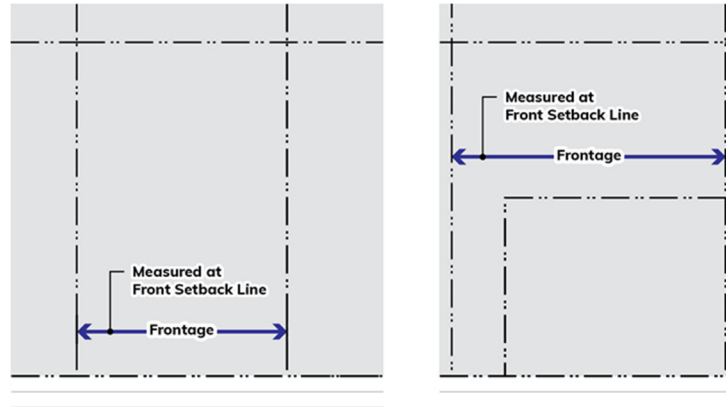 Measured at
Front Setback Line
Frontage
Measured at
Front Setback Line
Frontage